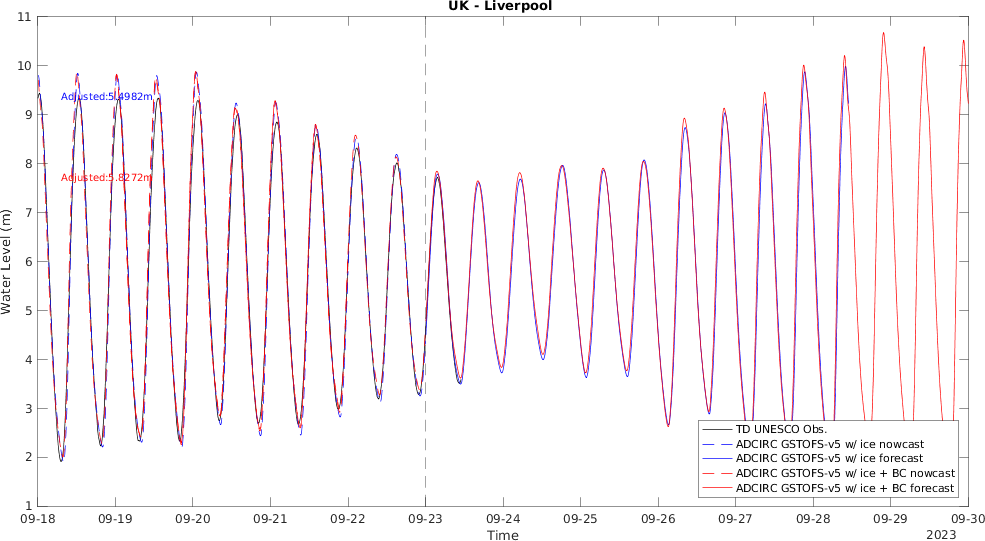 UK - Liverpool
11
10
9
8
7
6
5
4
3
2
1
Water Level (m)
Adjusted:5.4982m
Adjusted:5.8272m
TD UNESCO Obs.
ADCIRC GSTOFS-v5 w/ ice nowcast
ADCIRC GSTOFS-v5 w/ ice forecast
ADCIRC GSTOFS-v5 w/ ice + BC nowcast
ADCIRC GSTOFS-v5 w/ ice + BC forecast
09-18 09-19 09-20 09-21 09-22 09-23 09-24 09-25 09-26 09-27 09-28 09-29 09-30
Time
2023